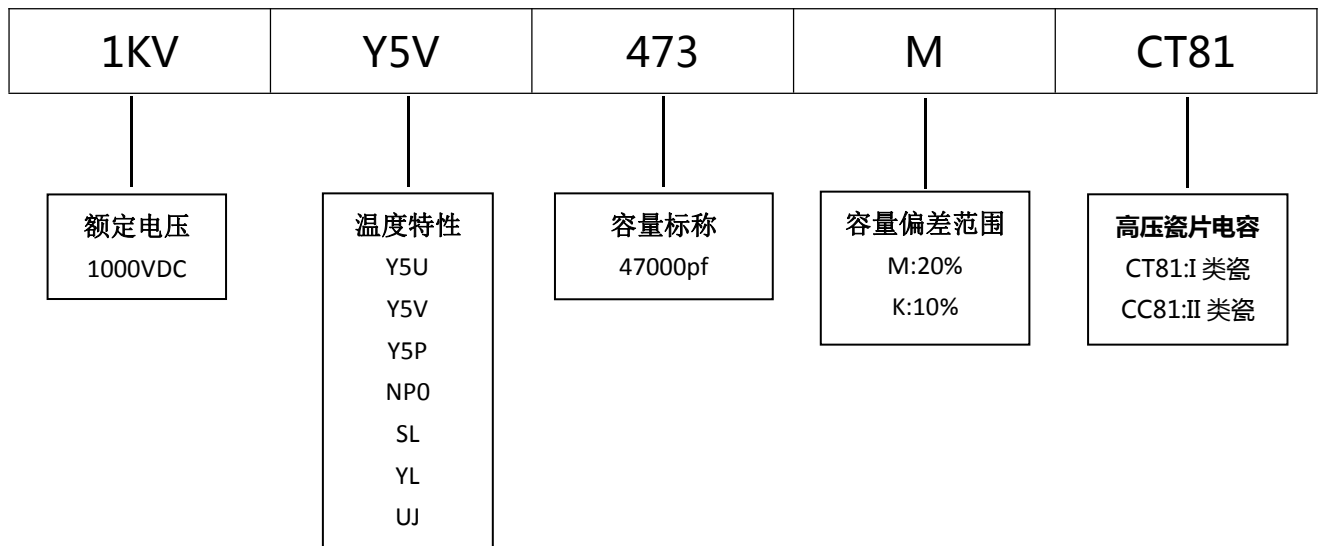 1KV Y5V 473 M CT81
额定电压
1000VDC
温度特性
Y5U
Y5V
Y5P
NP0
SL
YL
UJ
容量标称
47000pf
容量偏差范围
M:20%
K:10%
高压瓷片电容
CT81:I 类瓷
CC81:II 类瓷